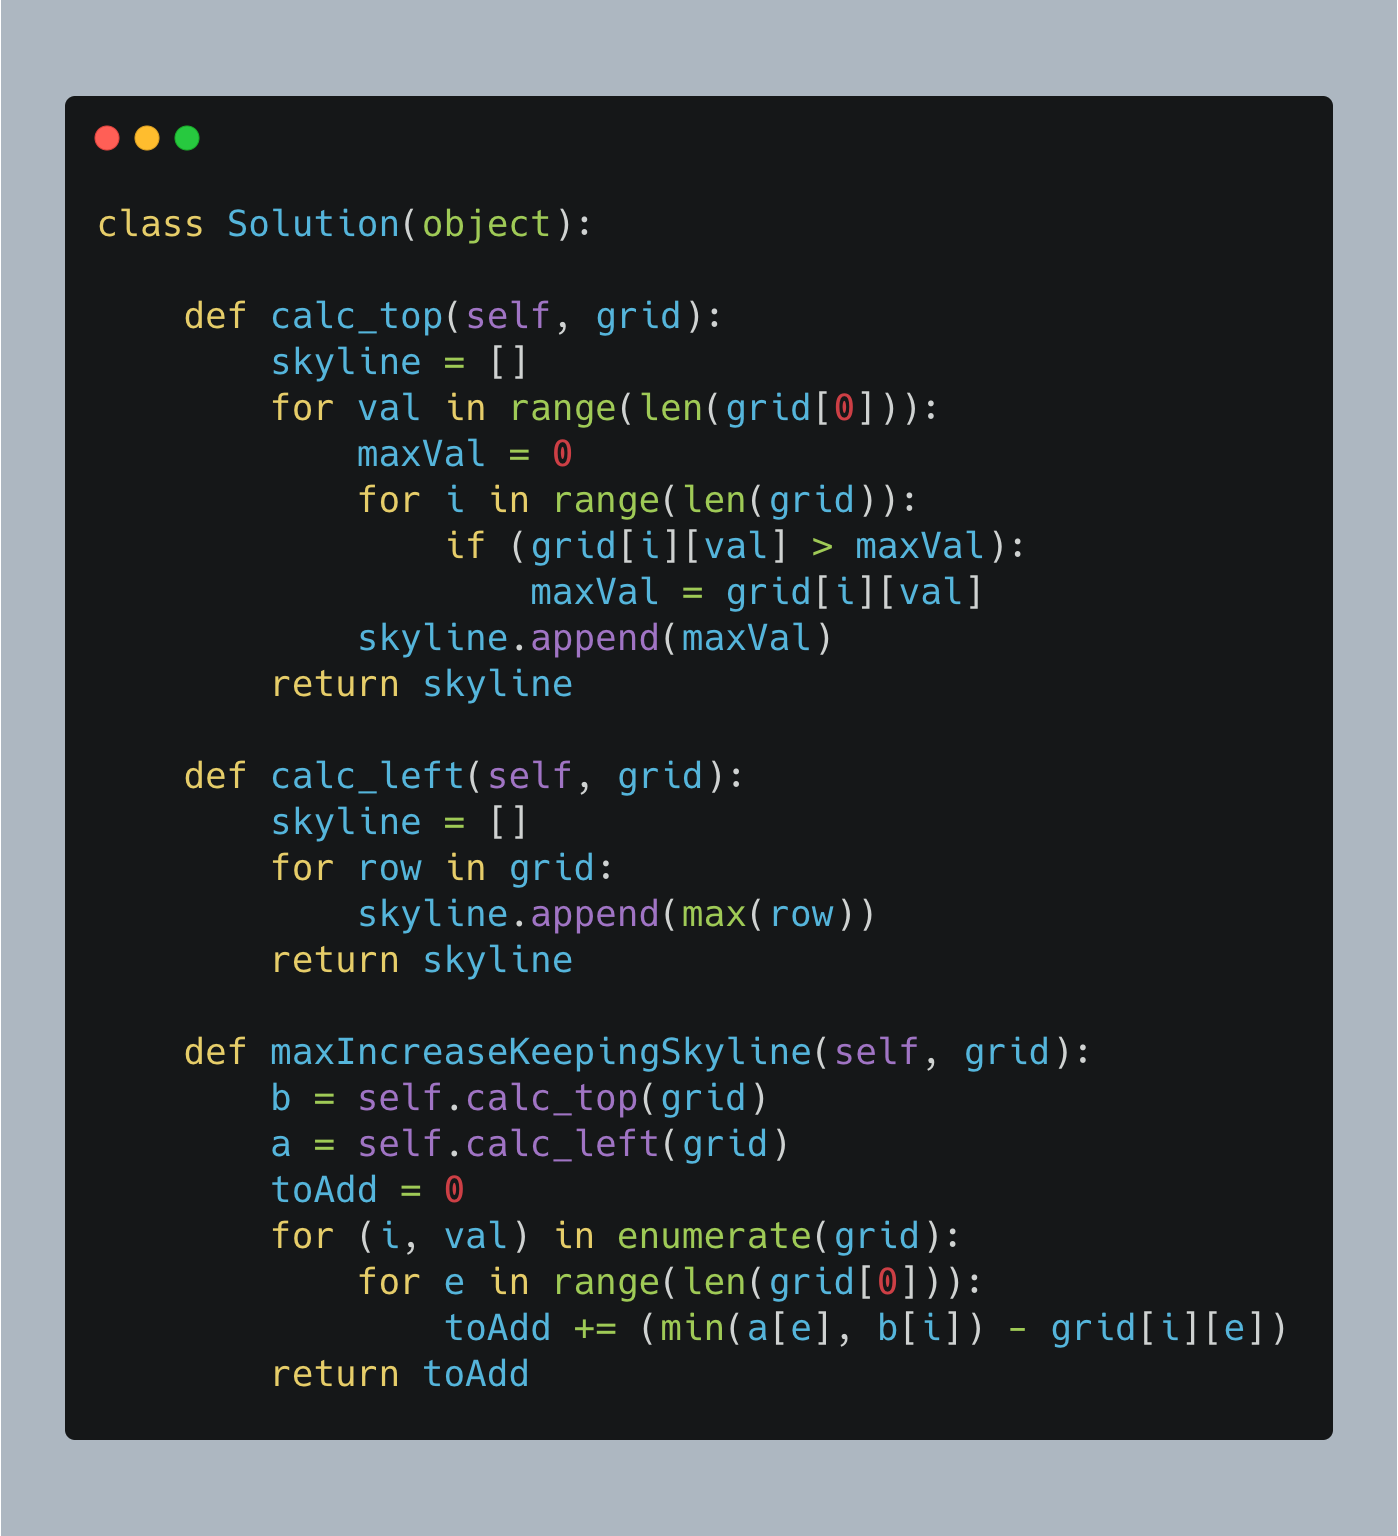 class Solution(object):

    def calc_top(self, grid):
        skyline = []
        for val in range(len(grid[0])):
            maxVal = 0
            for i in range(len(grid)):
                if (grid[i][val] > maxVal):
                    maxVal = grid[i][val]
            skyline.append(maxVal)
        return skyline

    def calc_left(self, grid):
        skyline = []
        for row in grid:
            skyline.append(max(row))
        return skyline

    def maxIncreaseKeepingSkyline(self, grid):
        b = self.calc_top(grid)
        a = self.calc_left(grid)
        toAdd = 0
        for (i, val) in enumerate(grid):
            for e in range(len(grid[0])):
                toAdd += (min(a[e], b[i]) - grid[i][e])
        return toAdd